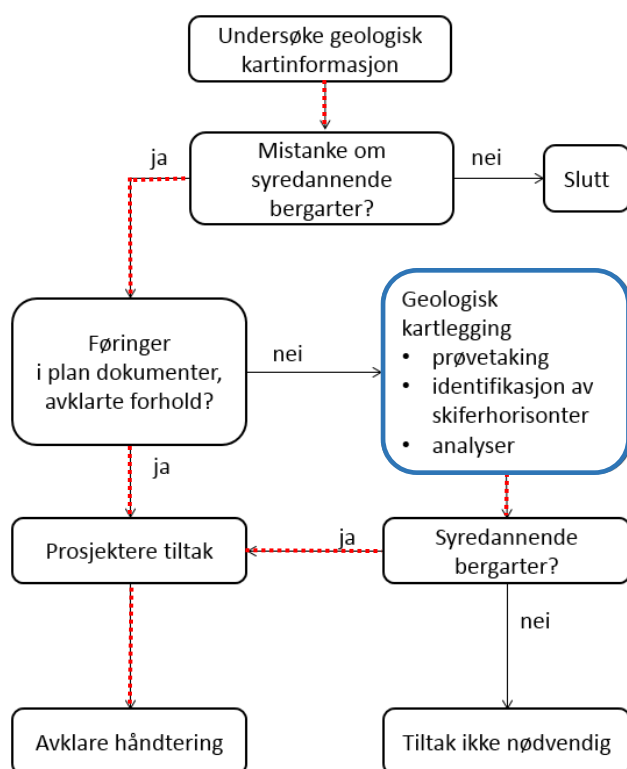 Undersøke geologisk
kartinformasjon
ja
Mistanke om
syredannende
bergarter?
nei
Slutt
Føringer
i plan dokumenter,
avklarte forhold?
nei
Geologisk
kartlegging
• prøvetaking
• identifikasjon av
skiferhorisonter
• analyser
ja
Prosjektere tiltak
ja
Syredannende
bergarter?
nei
Avklare håndtering
Tiltak ikke nødvendig